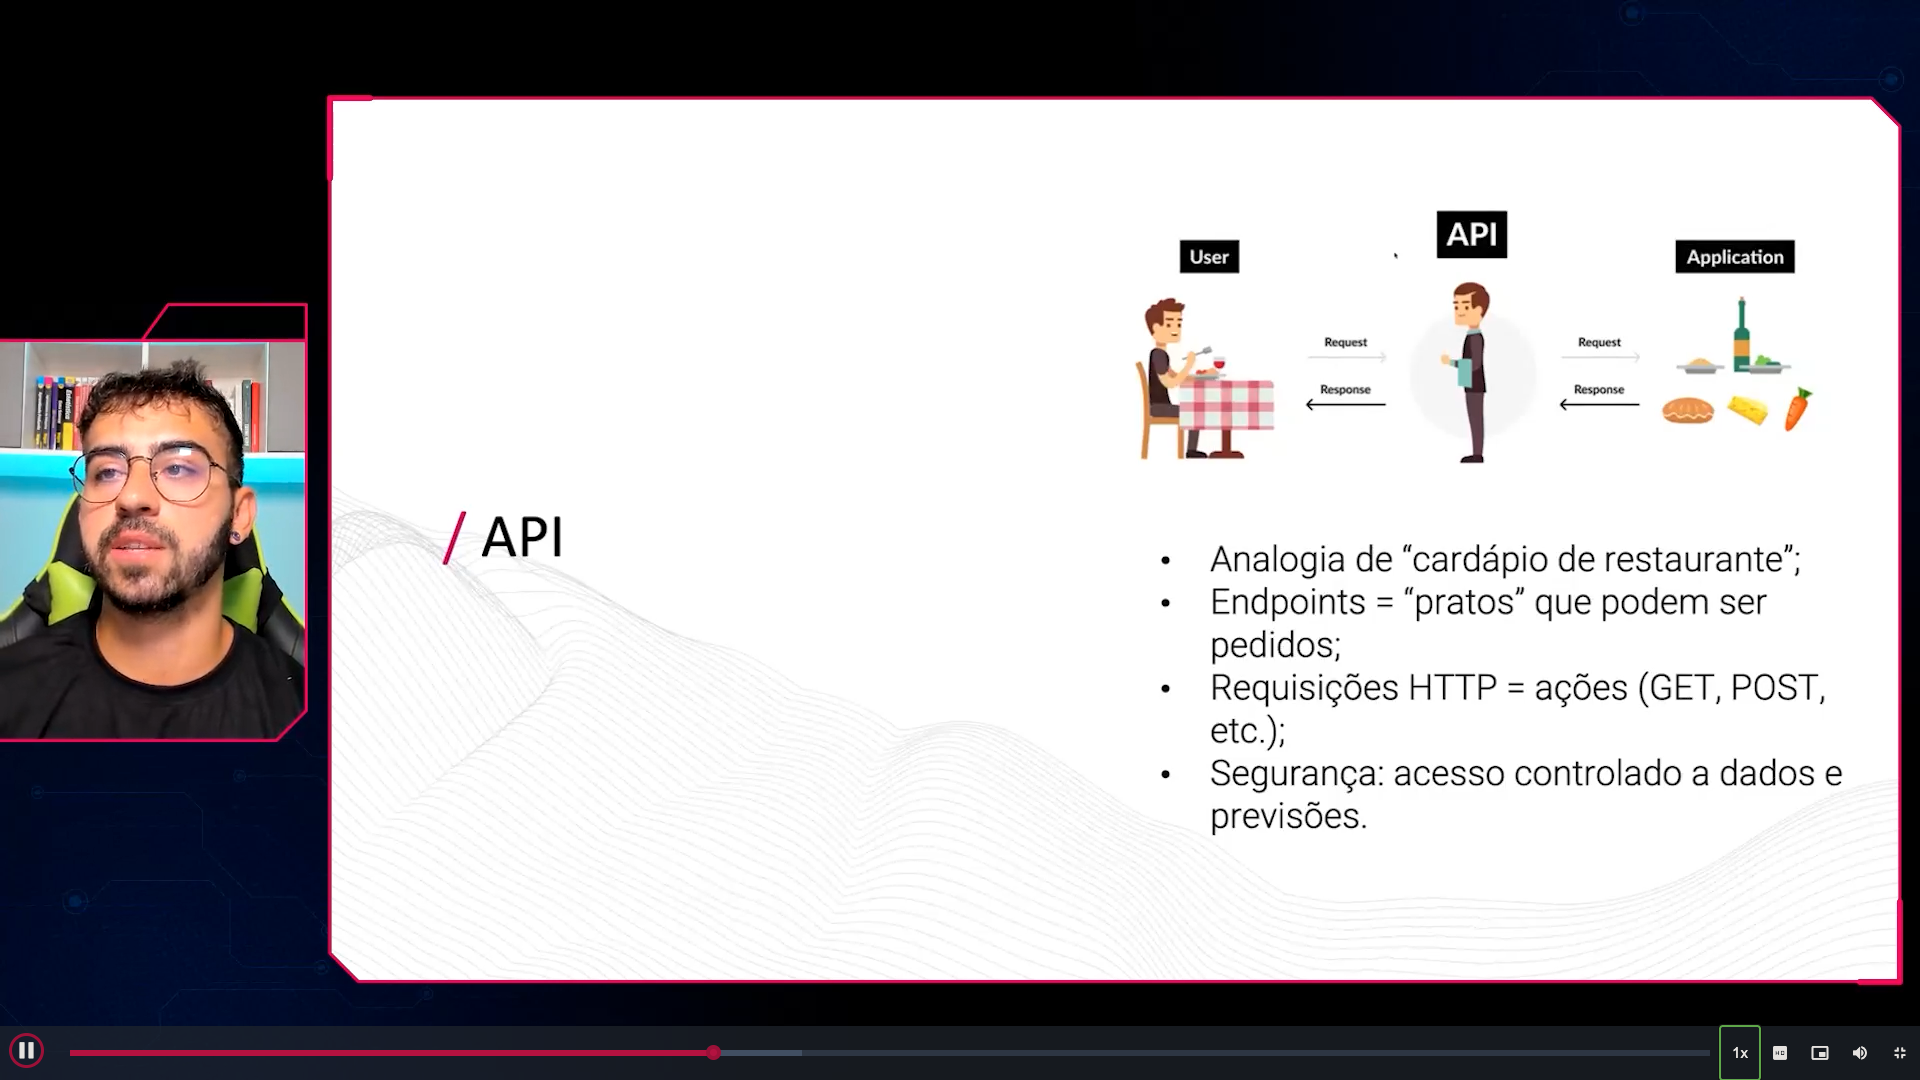 API
User
Application
Request
Request
Response
Response
/ API
• Analogia de “cardápio de restaurante”;
• Endpoints = “pratos” que podem ser
pedidos;
• Requisições HTTP = ações (GET, POST,
etc.);
• Segurança: acesso controlado a dados e
previsões.
1x
HD